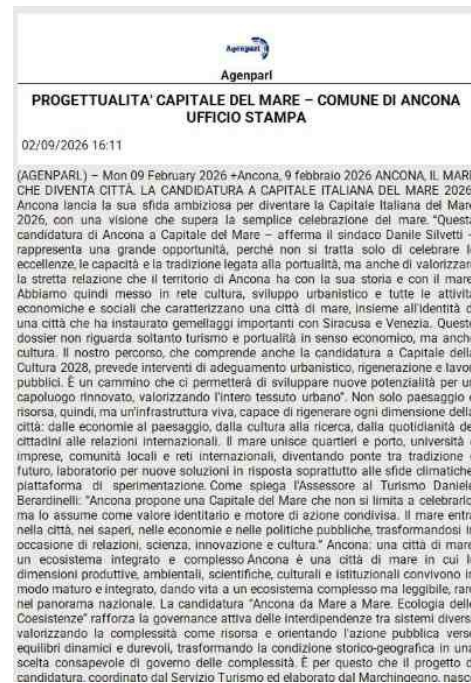 Agenparl
Agenparl
PROGETTUALITA' CAPITALE DEL MARE – COMUNE DI ANCONA
UFFICIO STAMPA
02/09/2026 16:11
(AGENPARL) – Mon 09 February 2026 +Ancona, 9 febbraio 2026 ANCONA, IL MARE
CHE DIVENTA CITTÀ. LA CANDIDATURA A CAPITALE ITALIANA DEL MARE 2026
Ancona lancia la sua sfida ambiziosa per diventare la Capitale Italiana del Mare
2026, con una visione che supera la semplice celebrazione del mare. "Questa
candidatura di Ancona a Capitale del Mare – afferma il sindaco Danile Silvetti –
rappresenta una grande opportunità, perché non si tratta solo di celebrare le
eccellenze, le capacità e la tradizione legata alla portualità, ma anche di valorizzare
la stretta relazione che il territorio di Ancona ha con la sua storia e con il mare.
Abbiamo quindi messo in rete cultura, sviluppo urbanistico e tutte le attività
economiche e sociali che caratterizzano una città di mare, insieme all'identità di
una città che ha instaurato gemellaggi importanti con Siracusa e Venezia. Questo
dossier non riguarda soltanto turismo e portualità in senso economico, ma anche
cultura. Il nostro percorso, che comprende anche la candidatura a Capitale della
Cultura 2028, prevede interventi di adeguamento urbanistico, rigenerazione e lavori
pubblici. È un cammino che ci permetterà di sviluppare nuove potenzialità per un
capoluogo rinnovato, valorizzando l'intero tessuto urbano". Non solo paesaggio o
risorsa, quindi, ma un'infrastruttura viva, capace di rigenerare ogni dimensione della
città: dalle economie al paesaggio, dalla cultura alla ricerca, dalla quotidianità dei
cittadini alle relazioni internazionali. Il mare unisce quartieri e porto, università e
imprese, comunità locali e reti internazionali, diventando ponte tra tradizione e
futuro, laboratorio per nuove soluzioni in risposta soprattutto alle sfide climatiche,
piattaforma di sperimentazione. Come spiega l'Assessore al Turismo Daniele
Berardinelli: "Ancona propone una Capitale del Mare che non si limita a celebrarlo,
ma lo assume come valore identitario e motore di azione condivisa. Il mare entra
nella città, nei saperi, nelle economie e nelle politiche pubbliche, trasformandosi in
occasione di relazioni, scienza, innovazione e cultura." Ancona: una città di mare,
un ecosistema integrato e complesso Ancona è una città di mare in cui le
dimensioni produttive, ambientali, scientifiche, culturali e istituzionali convivono in
modo maturo e integrato, dando vita a un ecosistema complesso ma leggibile, raro
nel panorama nazionale. La candidatura "Ancona da Mare a Mare. Ecologia delle
Coesistenze" rafforza la governance attiva delle interdipendenze tra sistemi diversi,
valorizzando la complessità come risorsa e orientando l'azione pubblica verso
equilibri dinamici e durevoli, trasformando la condizione storico-geografica in una
scelta consapevole di governo delle complessità. È per questo che il progetto di
candidatura, coordinato dal Servizio Turismo ed elaborato dal Marchingegno, nasce